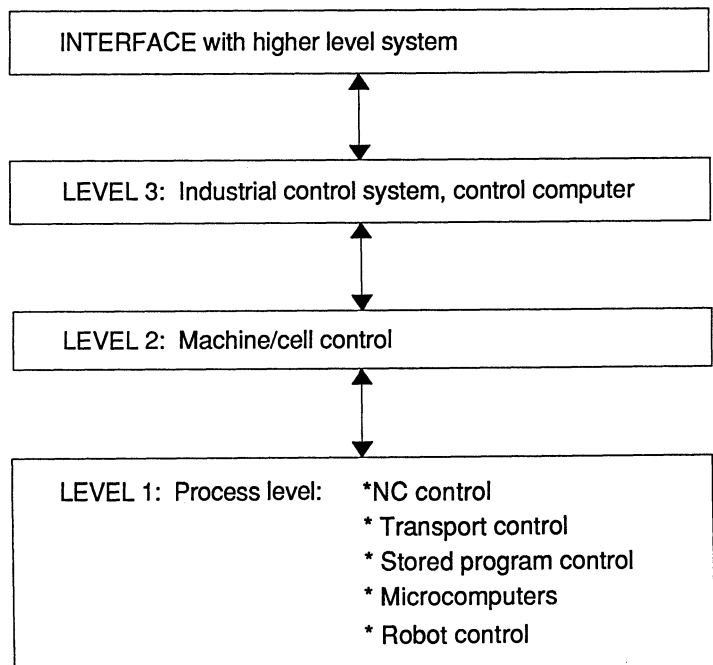 INTERFACE with higher level system
LEVEL 3: Industrial control system, control computer
LEVEL 2: Machine/cell control
LEVEL 1: Process level: *NC control
* Transport control
* Stored program control
* Microcomputers
* Robot control